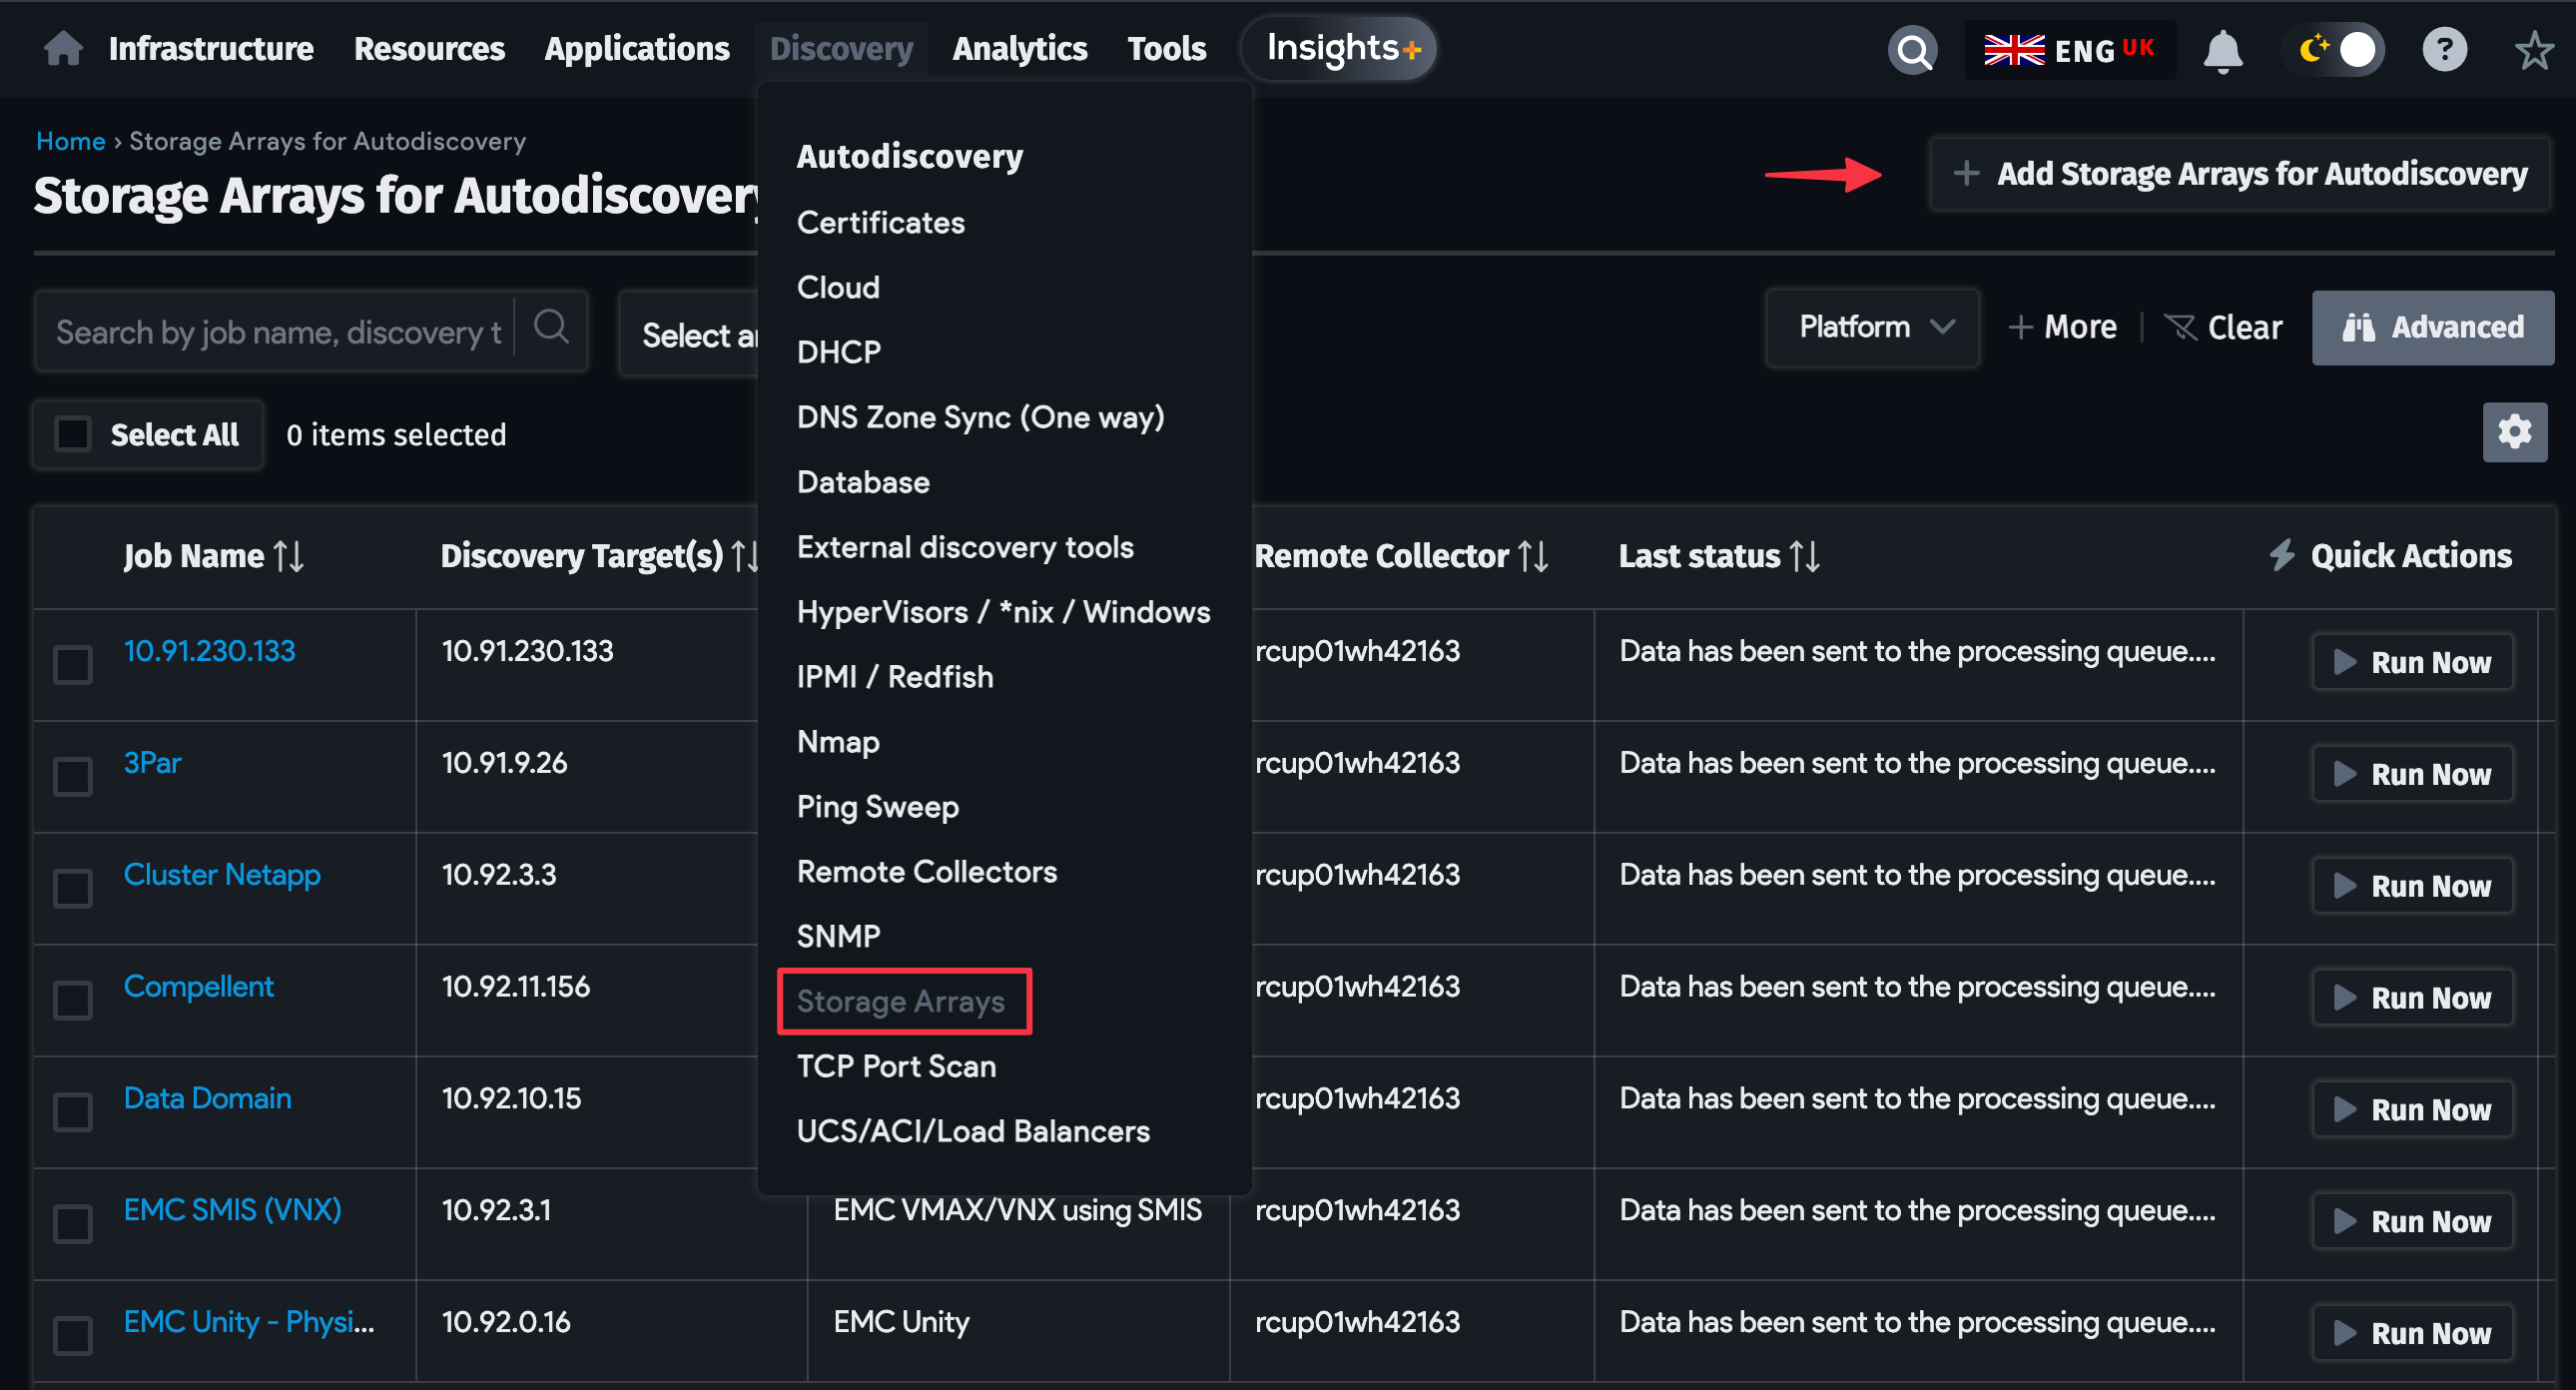 Infrastructure Resources Applications Discovery Analytics Tools Insights+ ENG UK
Home › Storage Arrays for Autodiscovery
Storage Arrays for Autodiscovery
+ Add Storage Arrays for Autodiscovery
Search by job name, discovery t
Select
Platform
+ More
Clear
Advanced
Select All
0 items selected
Autodiscovery
Certificates
Cloud
DHCP
DNS Zone Sync (One way)
Database
External discovery tools
HyperVisors / *nix / Windows
IPMI / Redfish
Nmap
Ping Sweep
Remote Collectors
SNMP
Storage Arrays
TCP Port Scan
UCS/ACI/Load Balancers
Job Name Discovery Target(s) Remote Collector Last status Quick Actions
10.91.230.133 10.91.230.133 rcup01wh42163 Data has been sent to the processing queue.... Run Now
3Par 10.91.9.26 rcup01wh42163 Data has been sent to the processing queue.... Run Now
Cluster Netapp 10.92.3.3 rcup01wh42163 Data has been sent to the processing queue.... Run Now
Compellent 10.92.11.156 rcup01wh42163 Data has been sent to the processing queue.... Run Now
Data Domain 10.92.10.15 rcup01wh42163 Data has been sent to the processing queue.... Run Now
EMC SMIS (VNX) 10.92.3.1 EMC VMAX/VNX using SMIS rcup01wh42163 Data has been sent to the processing queue.... Run Now
EMC Unity - Physi... 10.92.0.16 EMC Unity rcup01wh42163 Data has been sent to the processing queue.... Run Now